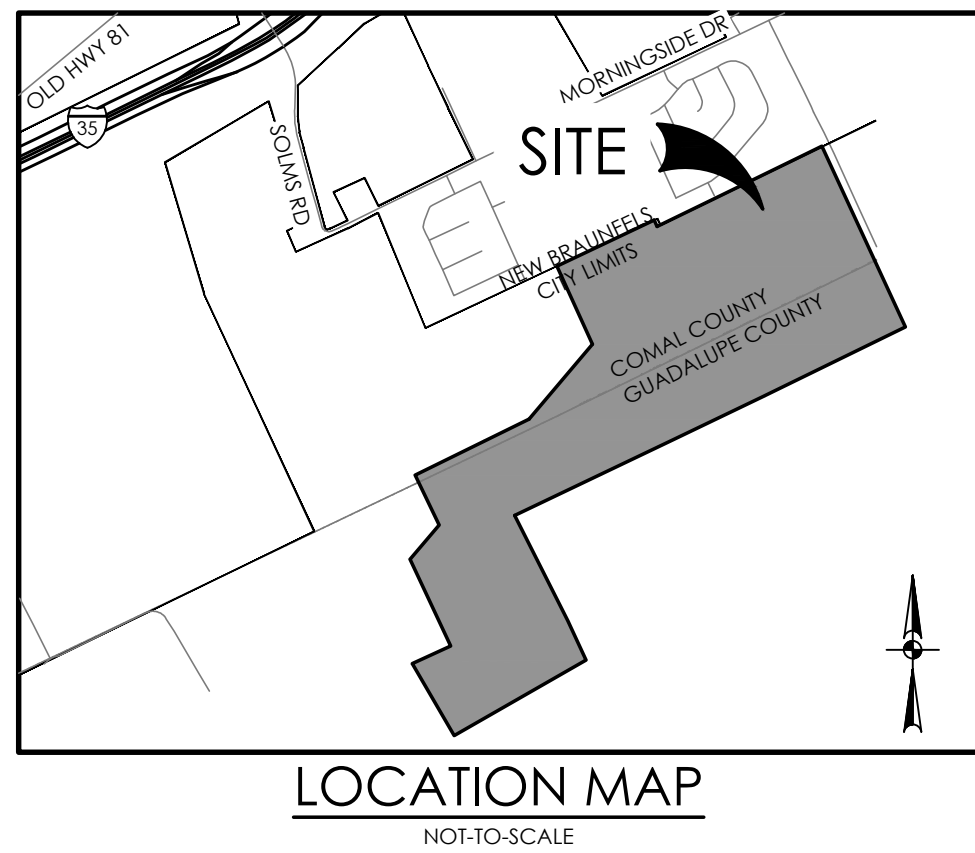 OLD HWY 81
35
SOLMS RD
MORNINGSIDE DR
SITE
NEW BRAUNFELS
CITY LIMITS
COMAL COUNTY
GUADALUPE COUNTY
LOCATION MAP
NOT-TO-SCALE